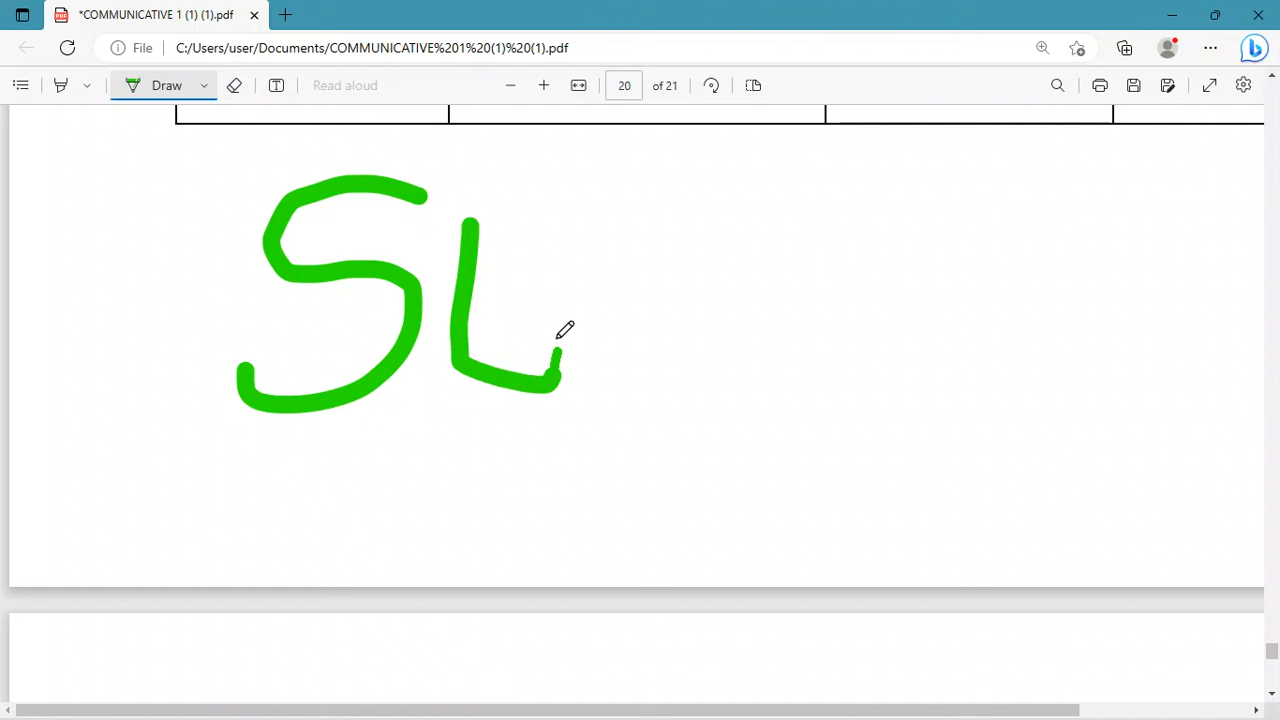 *COMMUNICATIVE 1 (1) (1).pdf
File C:/Users/user/Documents/COMMUNICATIVE%201%20(1)%20(1).pdf
Draw Read aloud 20 of 21
S